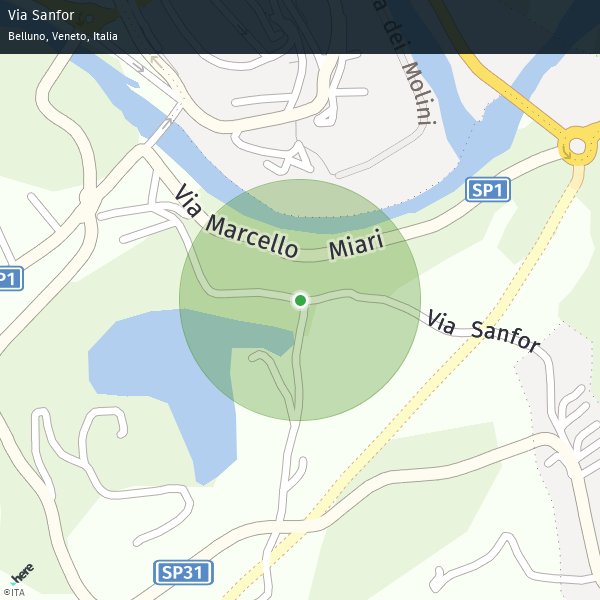 Via Sanfor
Belluno, Veneto, Italia
a dei Molini
SP1
Via Marcello Miari
P1
Via Sanfor
SP31
here
©ITA